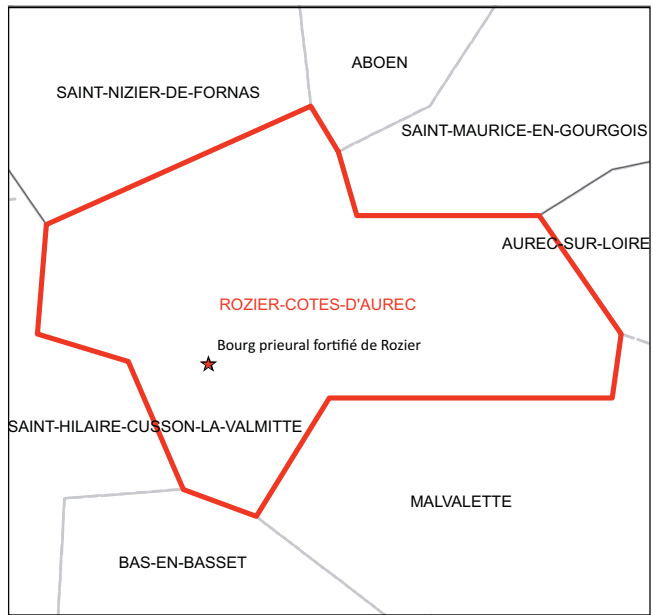 ABOEN
SAINT-NIZIER-DE-FORNAS
SAINT-MAURICE-EN-GOURGOIS
AUREC-SUR-LOIRE
ROZIER-COTES-D'AUREC
Bourg prieural fortifié de Rozier
SAINT-HILAIRE-CUSSON-LA-VALMITTE
MALVALETTE
BAS-EN-BASSET